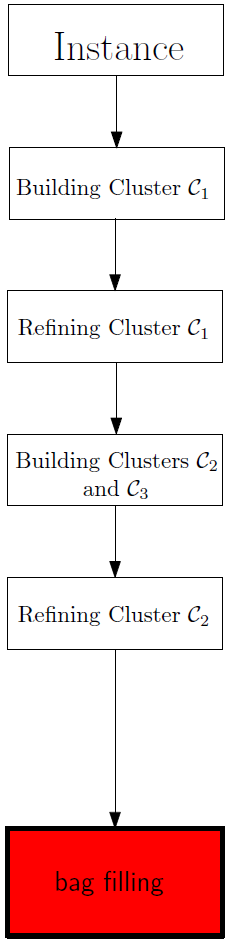 Instance
Building Cluster 𝒞₁
Refining Cluster 𝒞₁
Building Clusters 𝒞₂
and 𝒞₃
Refining Cluster 𝒞₂
bag filling